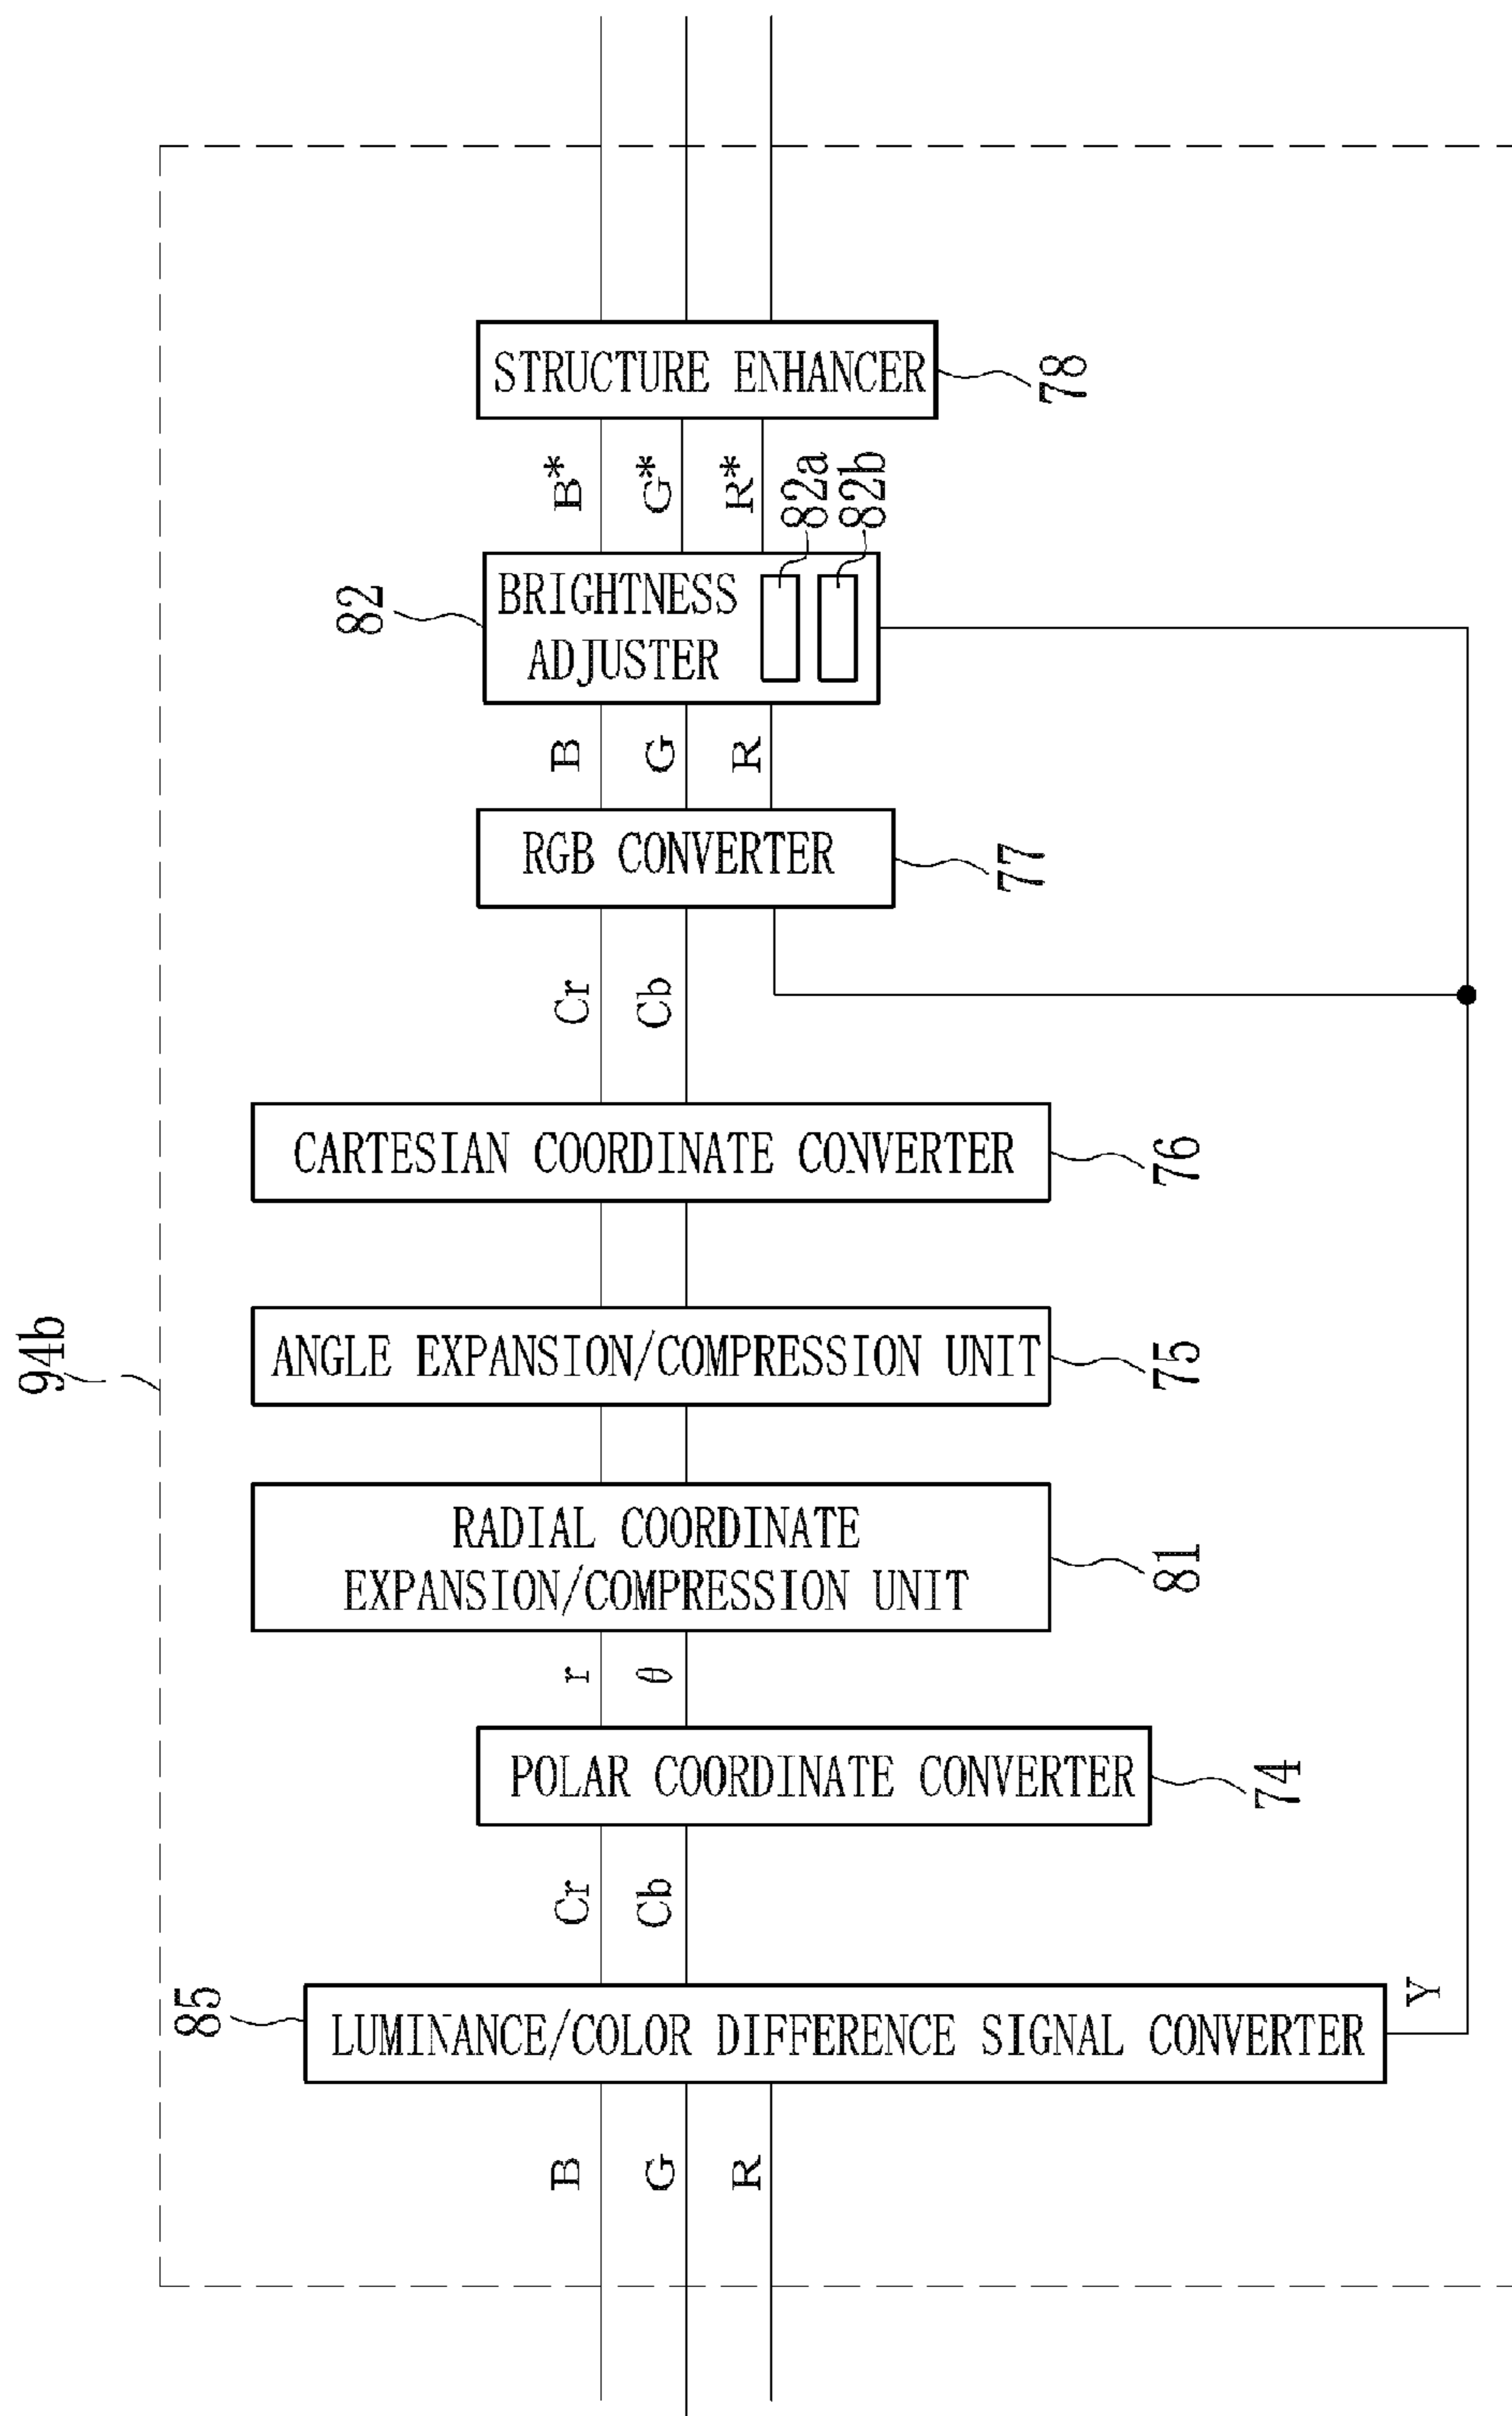 94b
STRUCTURE ENHANCER
78
B*
G*
R*
82a
82b
82
BRIGHTNESS
ADJUSTER
B
G
R
RGB CONVERTER
77
Cr
Cb
CARTESIAN COORDINATE CONVERTER
76
ANGLE EXPANSION/COMPRESSION UNIT
75
RADIAL COORDINATE
EXPANSION/COMPRESSION UNIT
81
r
θ
POLAR COORDINATE CONVERTER
74
Cr
Cb
85
LUMINANCE/COLOR DIFFERENCE SIGNAL CONVERTER
Y
B
G
R